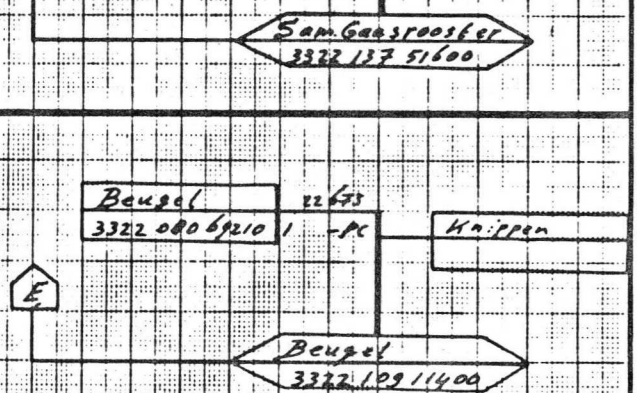 Sam. Gaasrooster
3322 137 51600
Beugel 22673
3322 080 69210 1 -PC
Knippen
E
Beugel
3322 109 11400